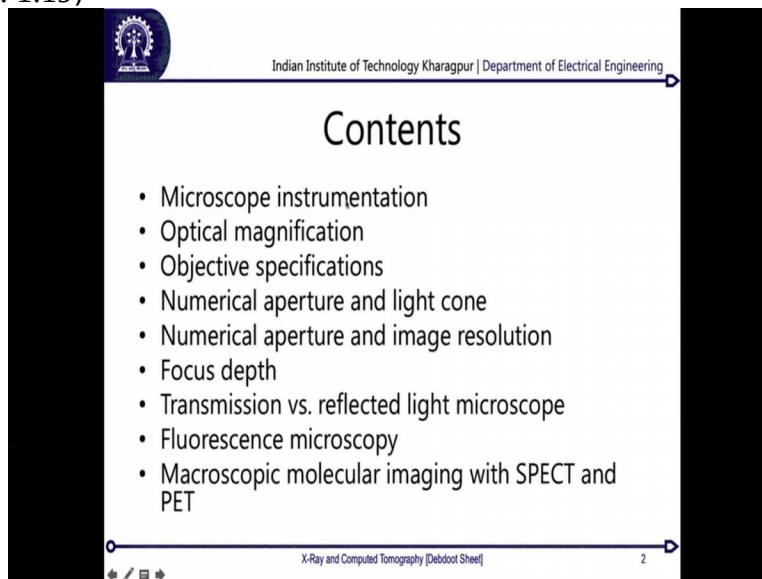 Indian Institute of Technology Kharagpur | Department of Electrical Engineering
Contents
• Microscope instrumentation
• Optical magnification
• Objective specifications
• Numerical aperture and light cone
• Numerical aperture and image resolution
• Focus depth
• Transmission vs. reflected light microscope
• Fluorescence microscopy
• Macroscopic molecular imaging with SPECT and
PET
X-Ray and Computed Tomography [Debdoot Sheet]
2